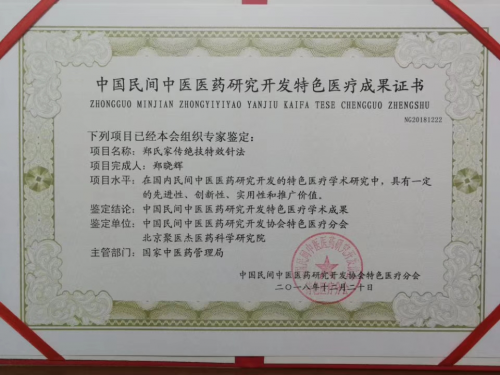 中国民间中医医药研究开发特色医疗成果证书
ZHONGGUO MINJIAN ZHONGYIYIYAO YANJIU KAIFA TESE CHENGGUO ZHENGSHU
NG20181222
下列项目已经本会组织专家鉴定：
项目名称：郑氏家传绝技特效针法
项目完成人：郑晓辉
项目水平：在国内民间中医医药研究开发的特色医疗学术研究中，具有一定
的先进性、创新性、实用性和推广价值。
鉴定结论：中国民间中医医药研究开发特色医疗学术成果
鉴定单位：中国民间中医医药研究开发协会特色医疗分会
北京聚医杰医药科学研究院
主管部门：国家中医药管理局
中国民间中医医药研究开发协会特色医疗分会
二〇一八年十二月二十日